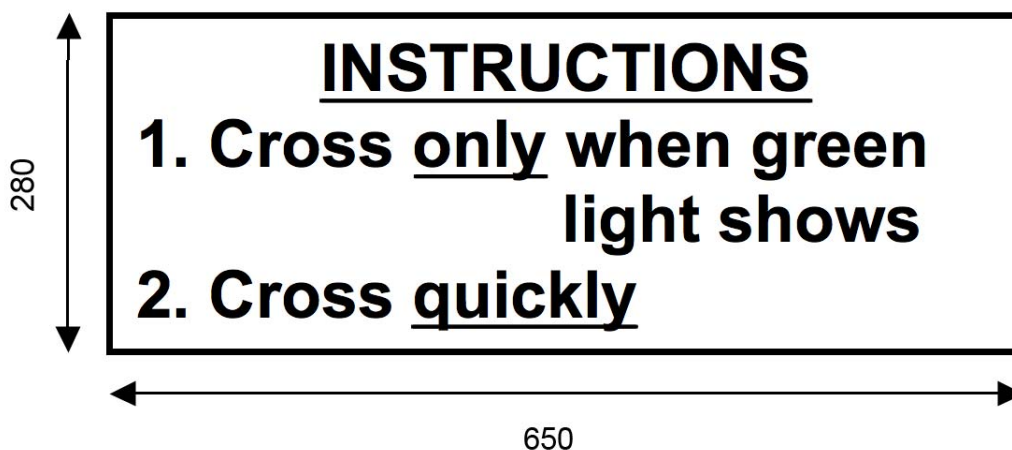 INSTRUCTIONS
1. Cross only when green
light shows
2. Cross quickly
280
650